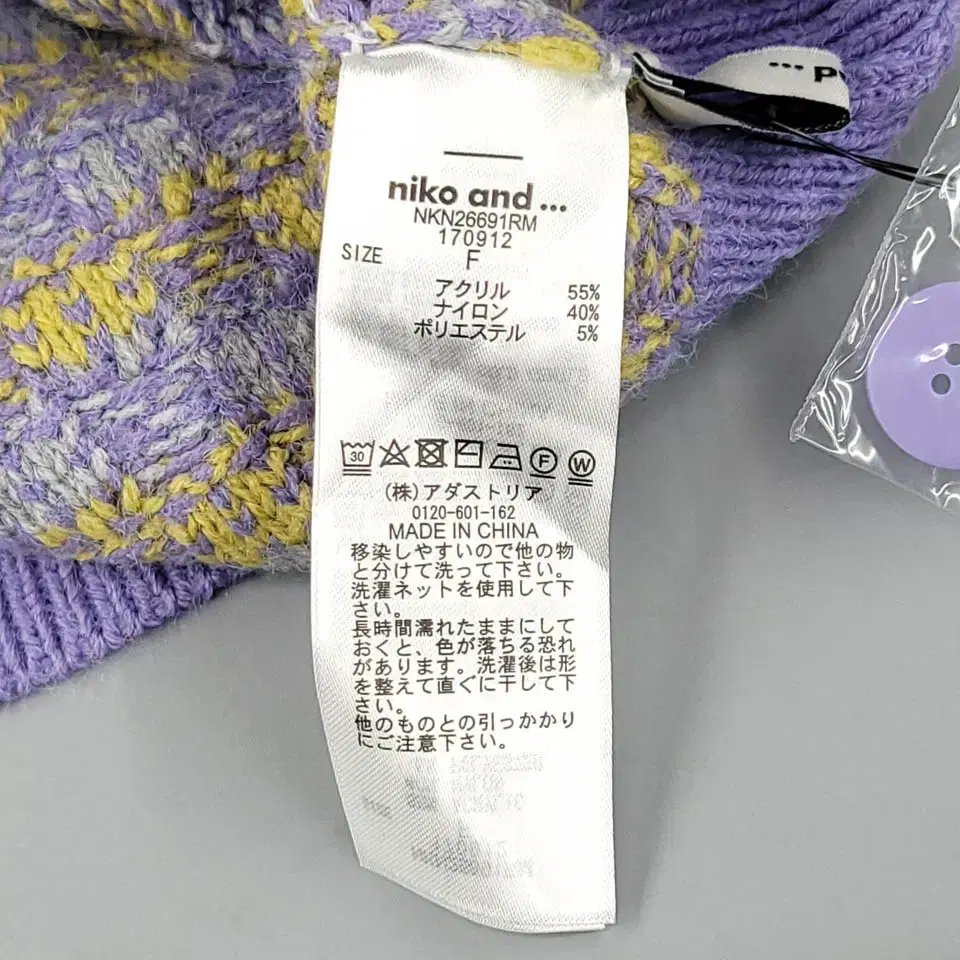 niko and ...
NKN26691RM
170912
SIZE F
アクリル 55%
ナイロン 40%
ポリエステル 5%
30
F
W
(株)アダストリア
0120-601-162
MADE IN CHINA
移染しやすいので他の物
と分けて洗って下さい。
洗濯ネットを使用して下
さい。
長時間濡れたままにして
おくと、色が落ちる恐れ
があります。洗濯後は形
を整えて直ぐに干して下
さい。
他のものとの引っかかり
にご注意下さい。